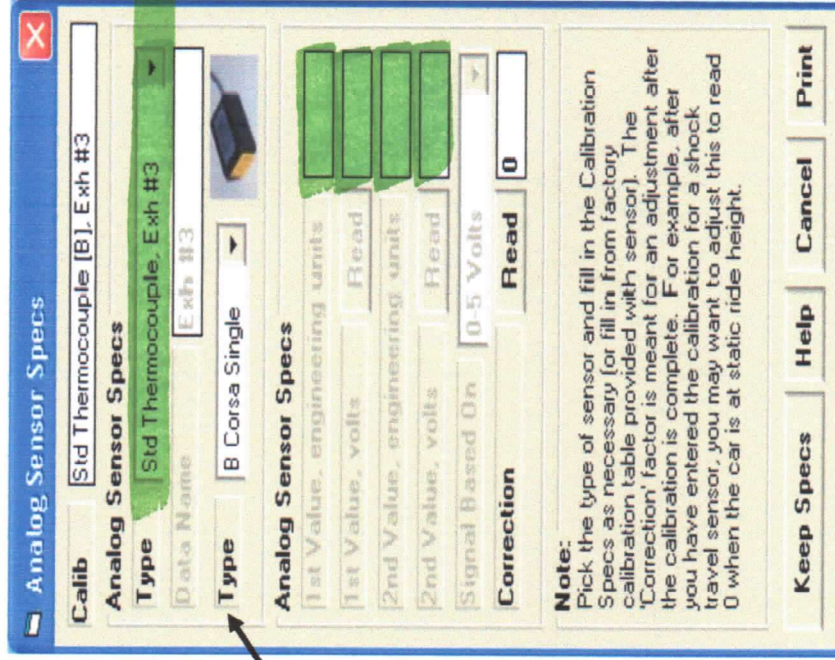 Analog Sensor Specs
Calib Std Thermocouple [B], Exh #3
Analog Sensor Specs
Type Std Thermocouple, Exh #3
Data Name Exh #3
Type B Corsa Single
Analog Sensor Specs
1st Value, engineering units
1st Value, volts Read
2nd Value, engineering units
2nd Value, volts Read
Signal Based On 0-5 Volts
Correction Read 0
Note:
Pick the type of sensor and fill in the Calibration
Specs as necessary (or fill in from factory
calibration table provided with sensor). The
'Correction' factor is meant for an adjustment after
the calibration is complete. For example, after
you have entered the calibration for a shock
travel sensor, you may want to adjust this to read
0 when the car is at static ride height.
Keep Specs Help Cancel Print